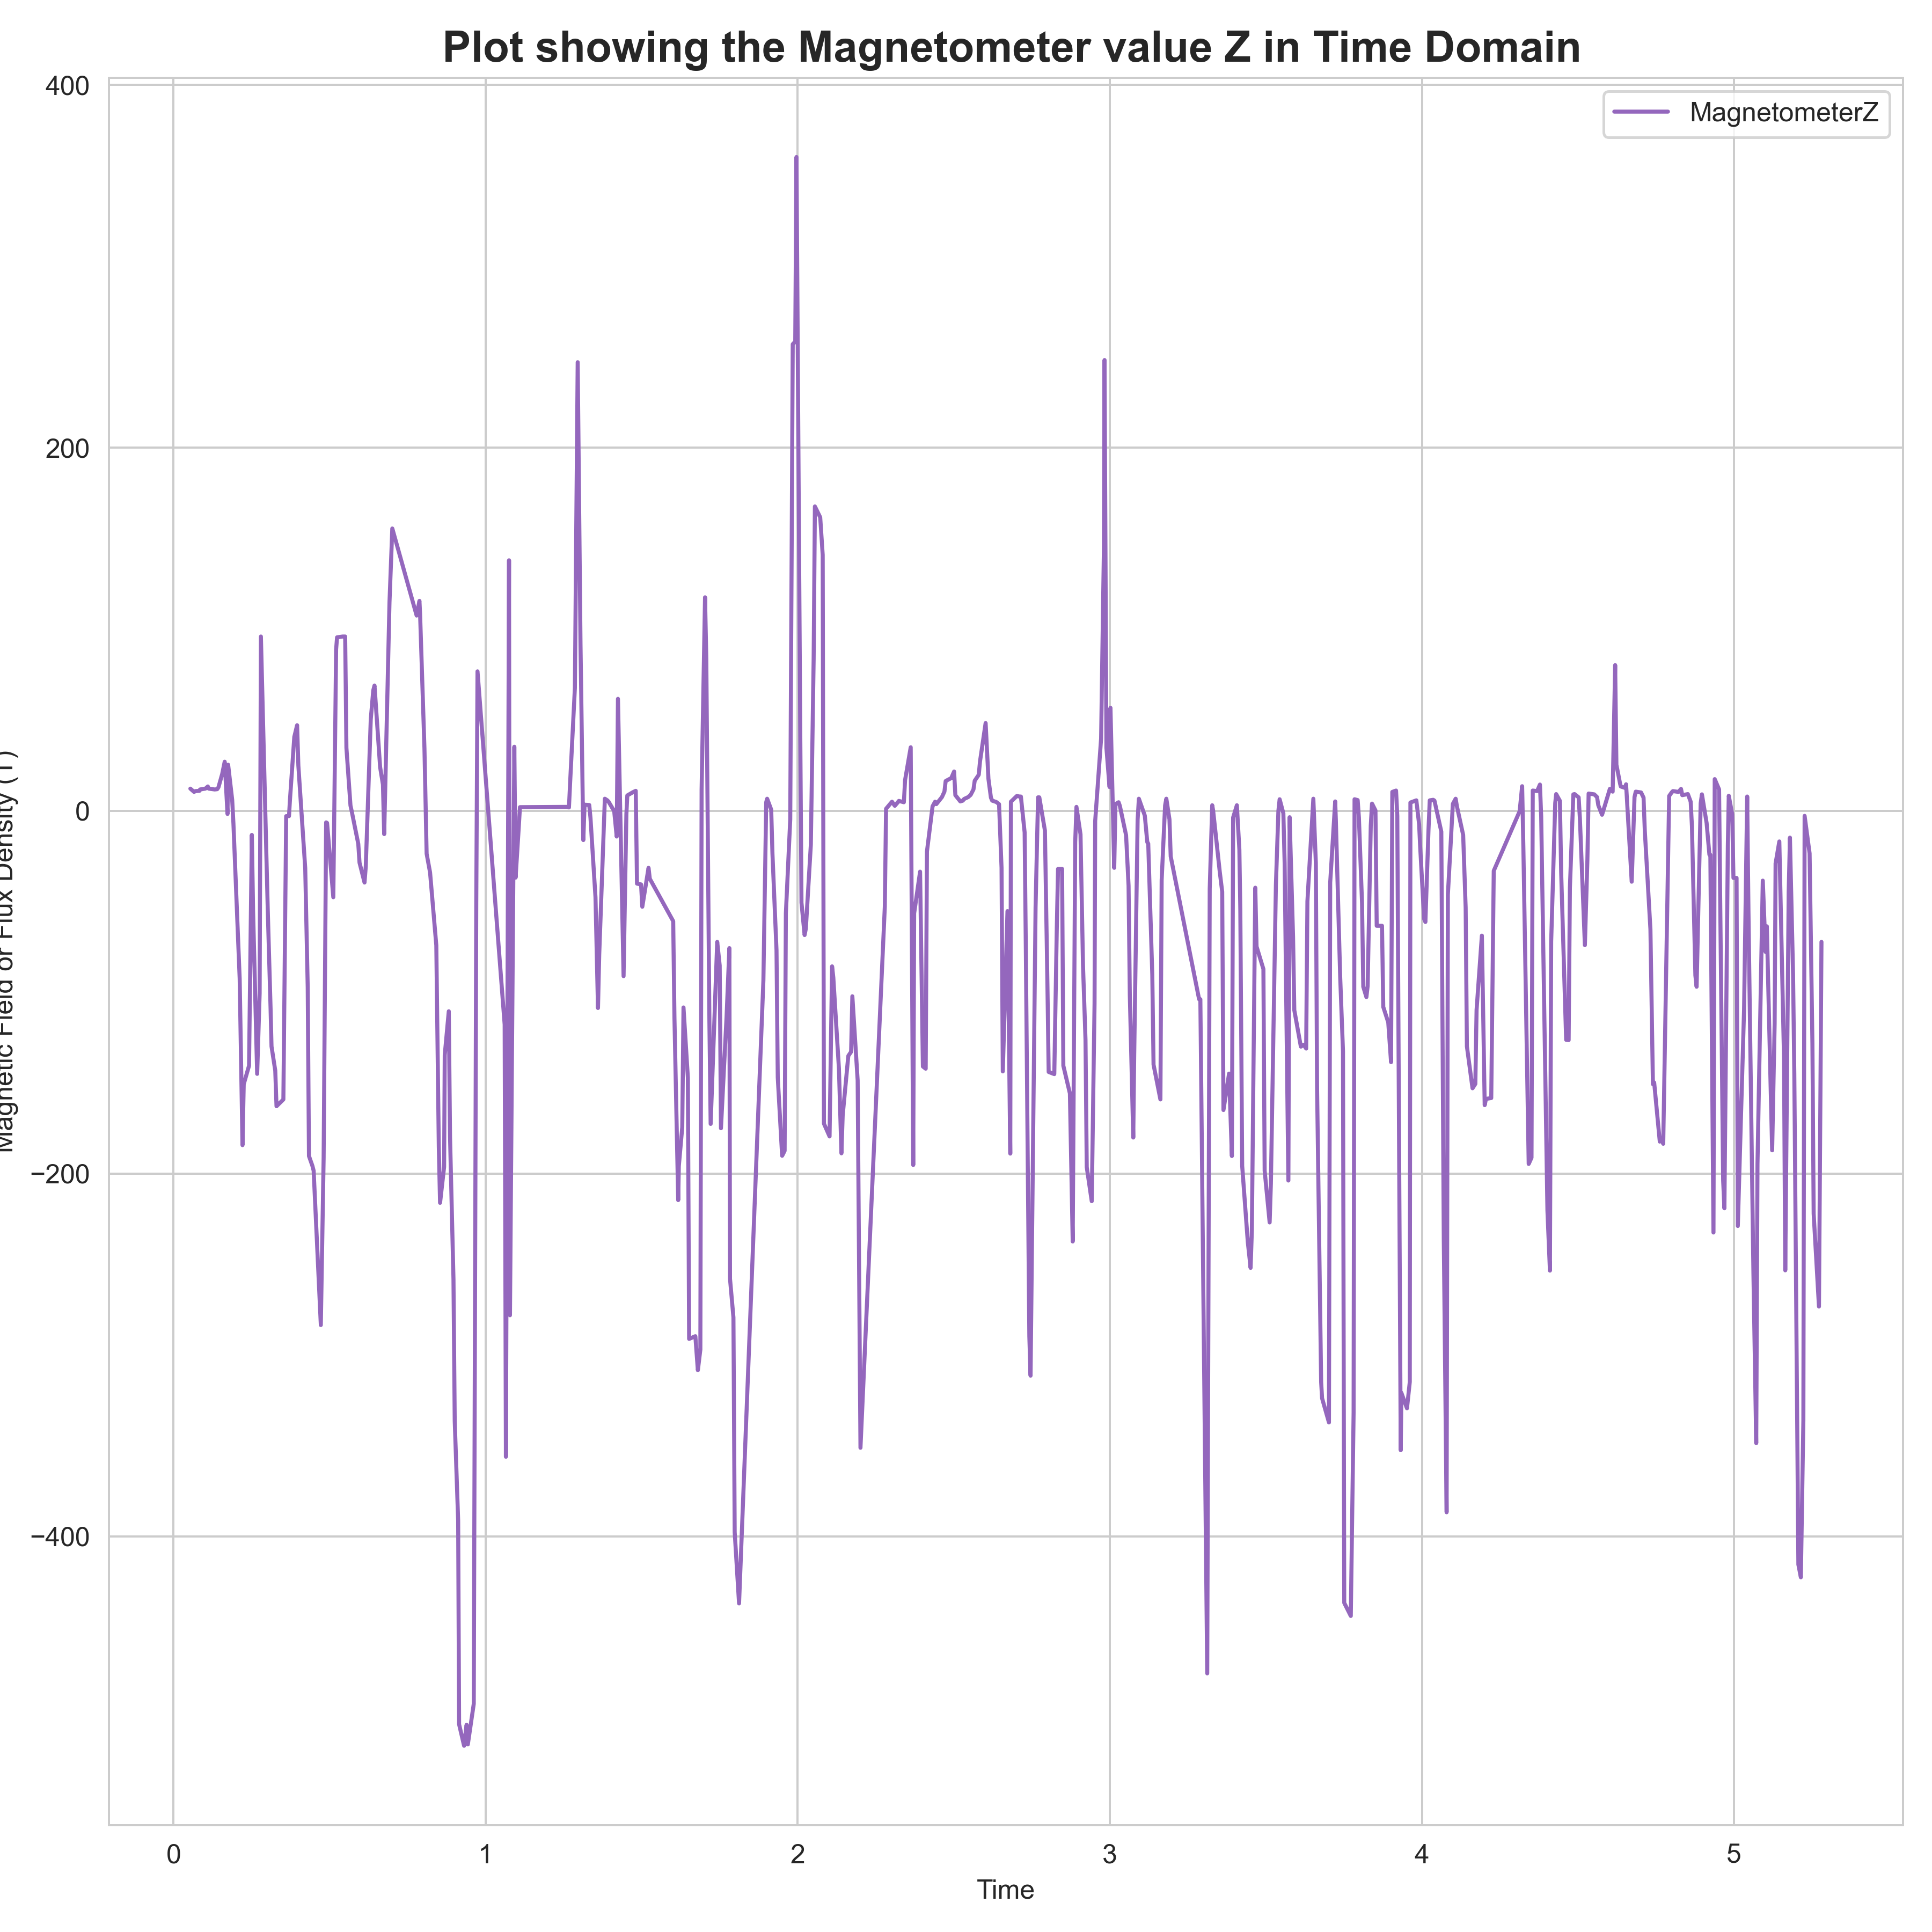 Plot showing the Magnetometer value Z in Time Domain
MagnetometerZ
400
200
0
−200
−400
Magnetic Field or Flux Density (T)
0 1 2 3 4 5
Time